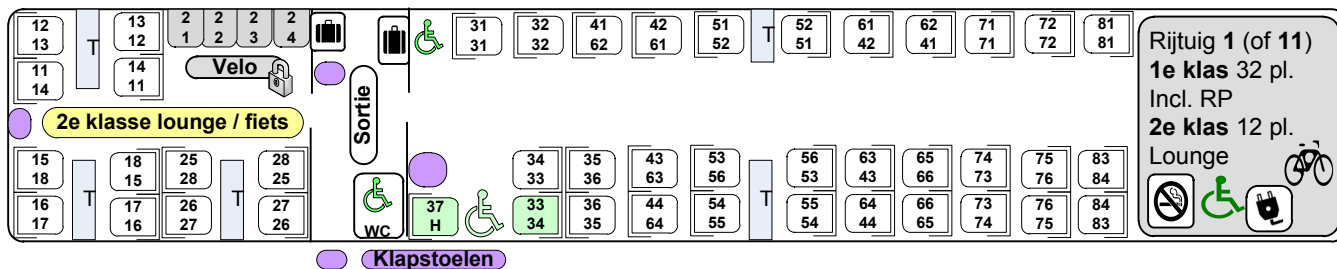 12 13 2 2 2 2 31 32 41 42 51 52 61 62 71 72 81
13 12 1 2 3 4 31 32 62 61 52 T 51 42 41 71 72 81
T
11 14
14 11
Velo
2e klasse lounge / fiets
Sortie
15 18 25 28 34 35 43 53 56 63 65 74 75 83
18 15 28 25 33 36 63 56 53 43 66 73 76 84
T T T
16 17 26 27 37 33 36 44 54 55 64 66 73 76 84
17 16 27 26 H 34 35 64 55 54 44 65 74 75 83
WC
Klapstoelen
Rijtuig 1 (of 11)
1e klas 32 pl.
Incl. RP
2e klas 12 pl.
Lounge